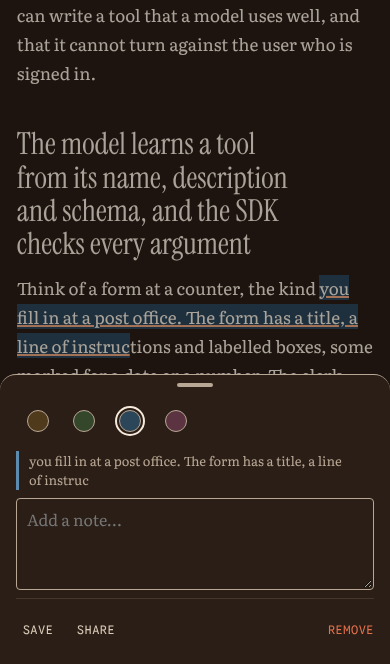 can write a tool that a model uses well, and
that it cannot turn against the user who is
signed in.
The model learns a tool
from its name, description
and schema, and the SDK
checks every argument
Think of a form at a counter, the kind you
fill in at a post office. The form has a title, a
line of instructions and labelled boxes, some
you fill in at a post office. The form has a title, a line
of instruc
Add a note…
SAVE SHARE REMOVE